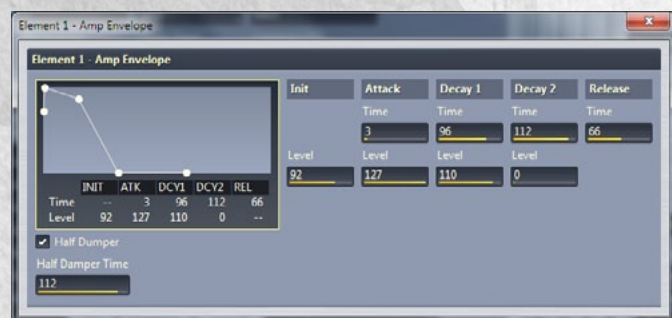 Element 1 - Amp Envelope
Element 1 - Amp Envelope
Init Attack Decay 1 Decay 2 Release
Time Time Time Time
3 96 112 66
Level Level Level Level
92 127 110 0
INIT ATK DCY1 DCY2 REL
Time -- 3 96 112 66
Level 92 127 110 0 --
Half Dumper
Half Damper Time
112